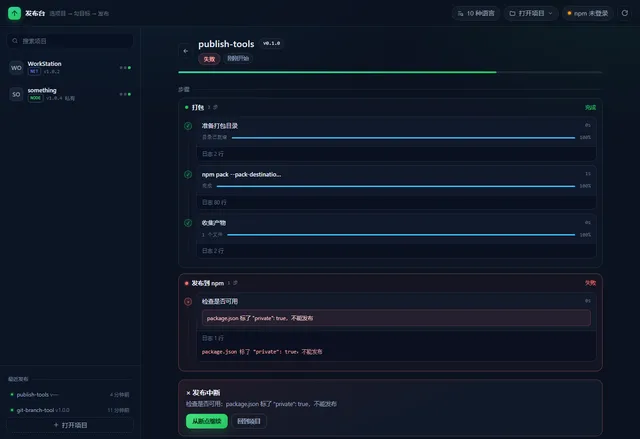 发布台 选项目 → 勾目标 → 发布
10 种语言
打开项目
npm 未登录
搜索项目
WO
WorkStation
.NET v1.0.2
SO
something
NODE v1.0.4 私有
最近发布
publish-tools v— 4 分钟前
git-branch-tool v1.0.0 11 分钟前
+ 打开项目
←
publish-tools v0.1.0
失败
步骤
打包 完成
准备打包目录 0s
100%
日志 2 行
npm pack --pack-destinatio... 1s
完成 100%
日志 80 行
收集产物 0s
1 个文件 100%
日志 2 行
发布到 npm 1 步 失败
检查是否可用 0s
package.json 标了 "private": true，不能发布
日志 1 行
package.json 标了 "private": true，不能发布
× 发布中断
检查是否可用：package.json 标了 "private": true，不能发布
从断点继续
回到项目